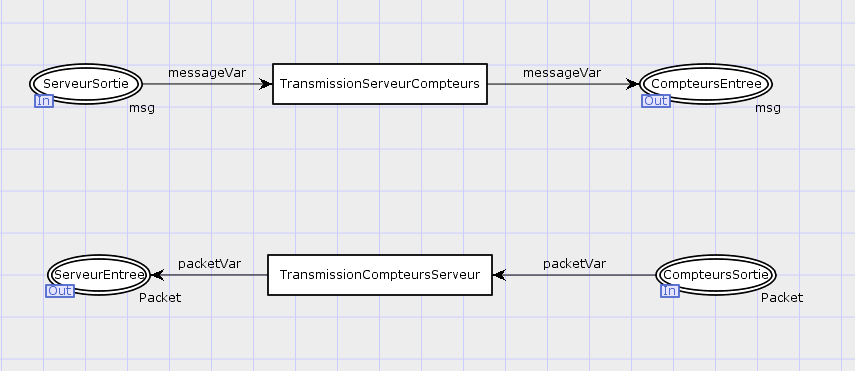 messageVar messageVar
ServeurSortie TransmissionServeurCompteurs CompteursEntree
In Out
msg msg
packetVar packetVar
ServeurEntree TransmissionCompteursServeur CompteursSortie
Out In
Packet Packet